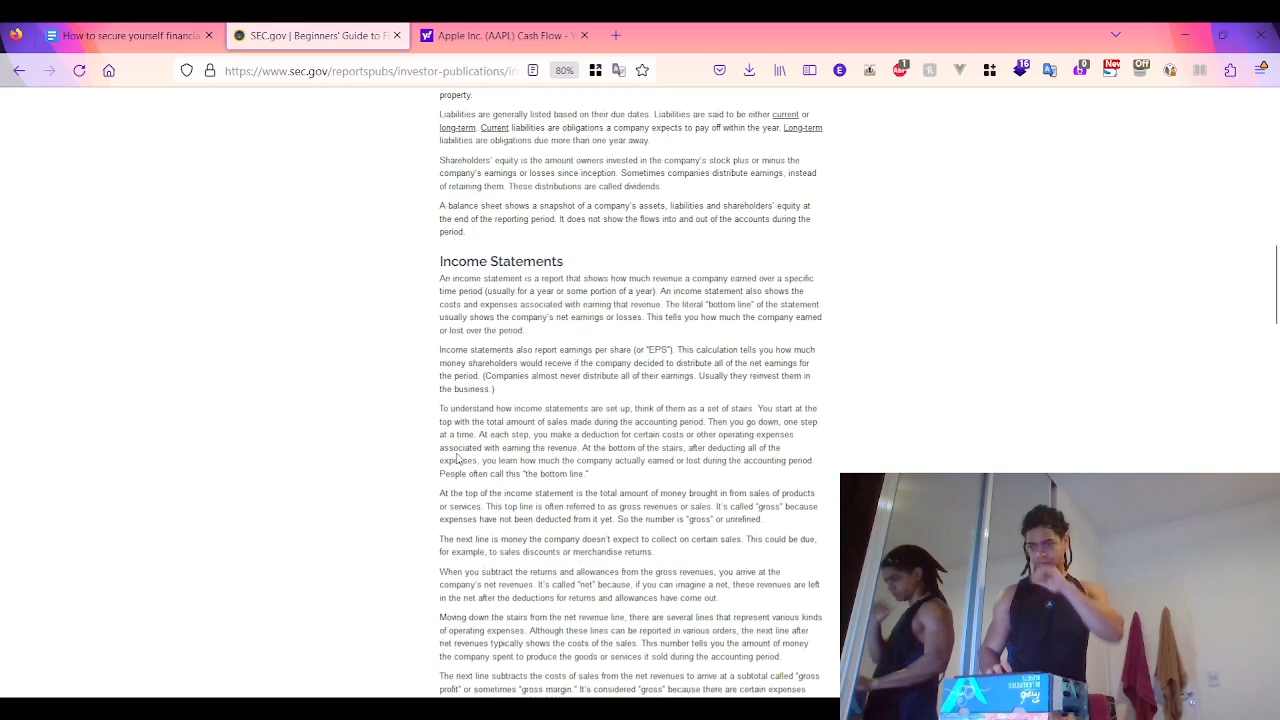 How to secure yourself financia
SEC.gov | Beginners' Guide to Fi
Apple Inc. (AAPL) Cash Flow - Y
https://www.sec.gov/reportspubs/investor-publications/in
80%
1
16
0
New
Off
property.
Liabilities are generally listed based on their due dates. Liabilities are said to be either current or
long-term. Current liabilities are obligations a company expects to pay off within the year. Long-term
liabilities are obligations due more than one year away.
Shareholders' equity is the amount owners invested in the company's stock plus or minus the
company's earnings or losses since inception. Sometimes companies distribute earnings, instead
of retaining them. These distributions are called dividends.
A balance sheet shows a snapshot of a company's assets, liabilities and shareholders' equity at
the end of the reporting period. It does not show the flows into and out of the accounts during the
period.
Income Statements
An income statement is a report that shows how much revenue a company earned over a specific
time period (usually for a year or some portion of a year). An income statement also shows the
costs and expenses associated with earning that revenue. The literal “bottom line” of the statement
usually shows the company's net earnings or losses. This tells you how much the company earned
or lost over the period.
Income statements also report earnings per share (or “EPS”). This calculation tells you how much
money shareholders would receive if the company decided to distribute all of the net earnings for
the period. (Companies almost never distribute all of their earnings. Usually they reinvest them in
the business.)
To understand how income statements are set up, think of them as a set of stairs. You start at the
top with the total amount of sales made during the accounting period. Then you go down, one step
at a time. At each step, you make a deduction for certain costs or other operating expenses
associated with earning the revenue. At the bottom of the stairs, after deducting all of the
expenses, you learn how much the company actually earned or lost during the accounting period.
People often call this “the bottom line.”
At the top of the income statement is the total amount of money brought in from sales of products
or services. This top line is often referred to as gross revenues or sales. It's called “gross” because
expenses have not been deducted from it yet. So the number is “gross” or unrefined.
The next line is money the company doesn't expect to collect on certain sales. This could be due,
for example, to sales discounts or merchandise returns.
When you subtract the returns and allowances from the gross revenues, you arrive at the
company's net revenues. It's called “net” because, if you can imagine a net, these revenues are left
in the net after the deductions for returns and allowances have come out.
Moving down the stairs from the net revenue line, there are several lines that represent various kinds
of operating expenses. Although these lines can be reported in various orders, the next line after
net revenues typically shows the costs of the sales. This number tells you the amount of money
the company spent to produce the goods or services it sold during the accounting period.
The next line subtracts the costs of sales from the net revenues to arrive at a subtotal called “gross
profit” or sometimes “gross margin.” It's considered “gross” because there are certain expenses